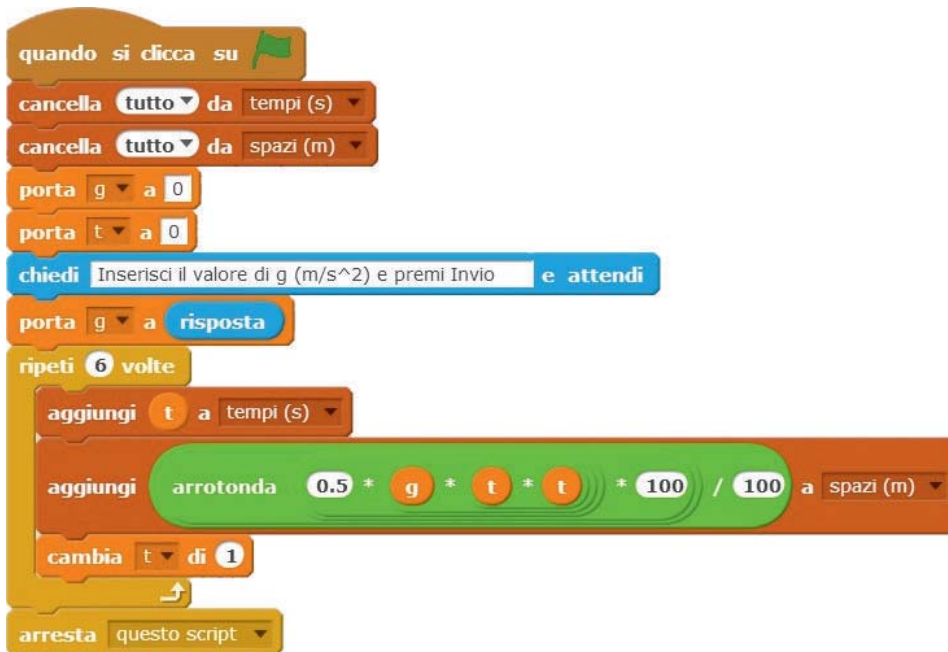 quando si clicca su
cancella tutto da tempi (s)
cancella tutto da spazi (m)
porta g a 0
porta t a 0
chiedi Inserisci il valore di g (m/s^2) e premi Invio e attendi
porta g a risposta
ripeti 6 volte
aggiungi t a tempi (s)
aggiungi arrotonda 0.5 * g * t * t * 100 / 100 a spazi (m)
cambia t di 1
arresta questo script